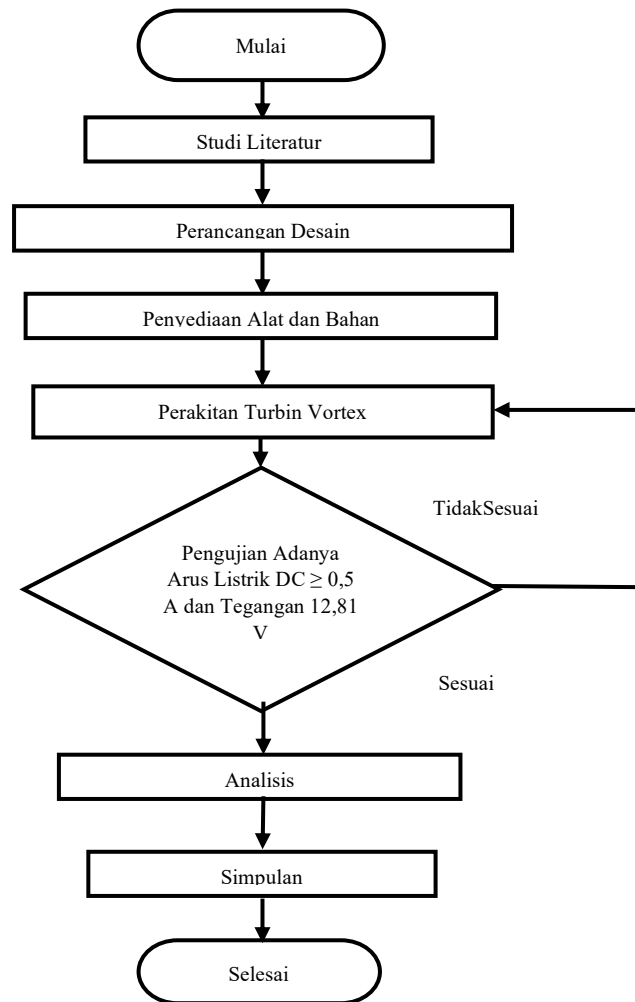 Mulai
Studi Literatur
Perancangan Desain
Penyediaan Alat dan Bahan
Perakitan Turbin Vortex
TidakSesuai
Pengujian Adanya
Arus Listrik DC ≥ 0,5
A dan Tegangan 12,81
V
Sesuai
Analisis
Simpulan
Selesai